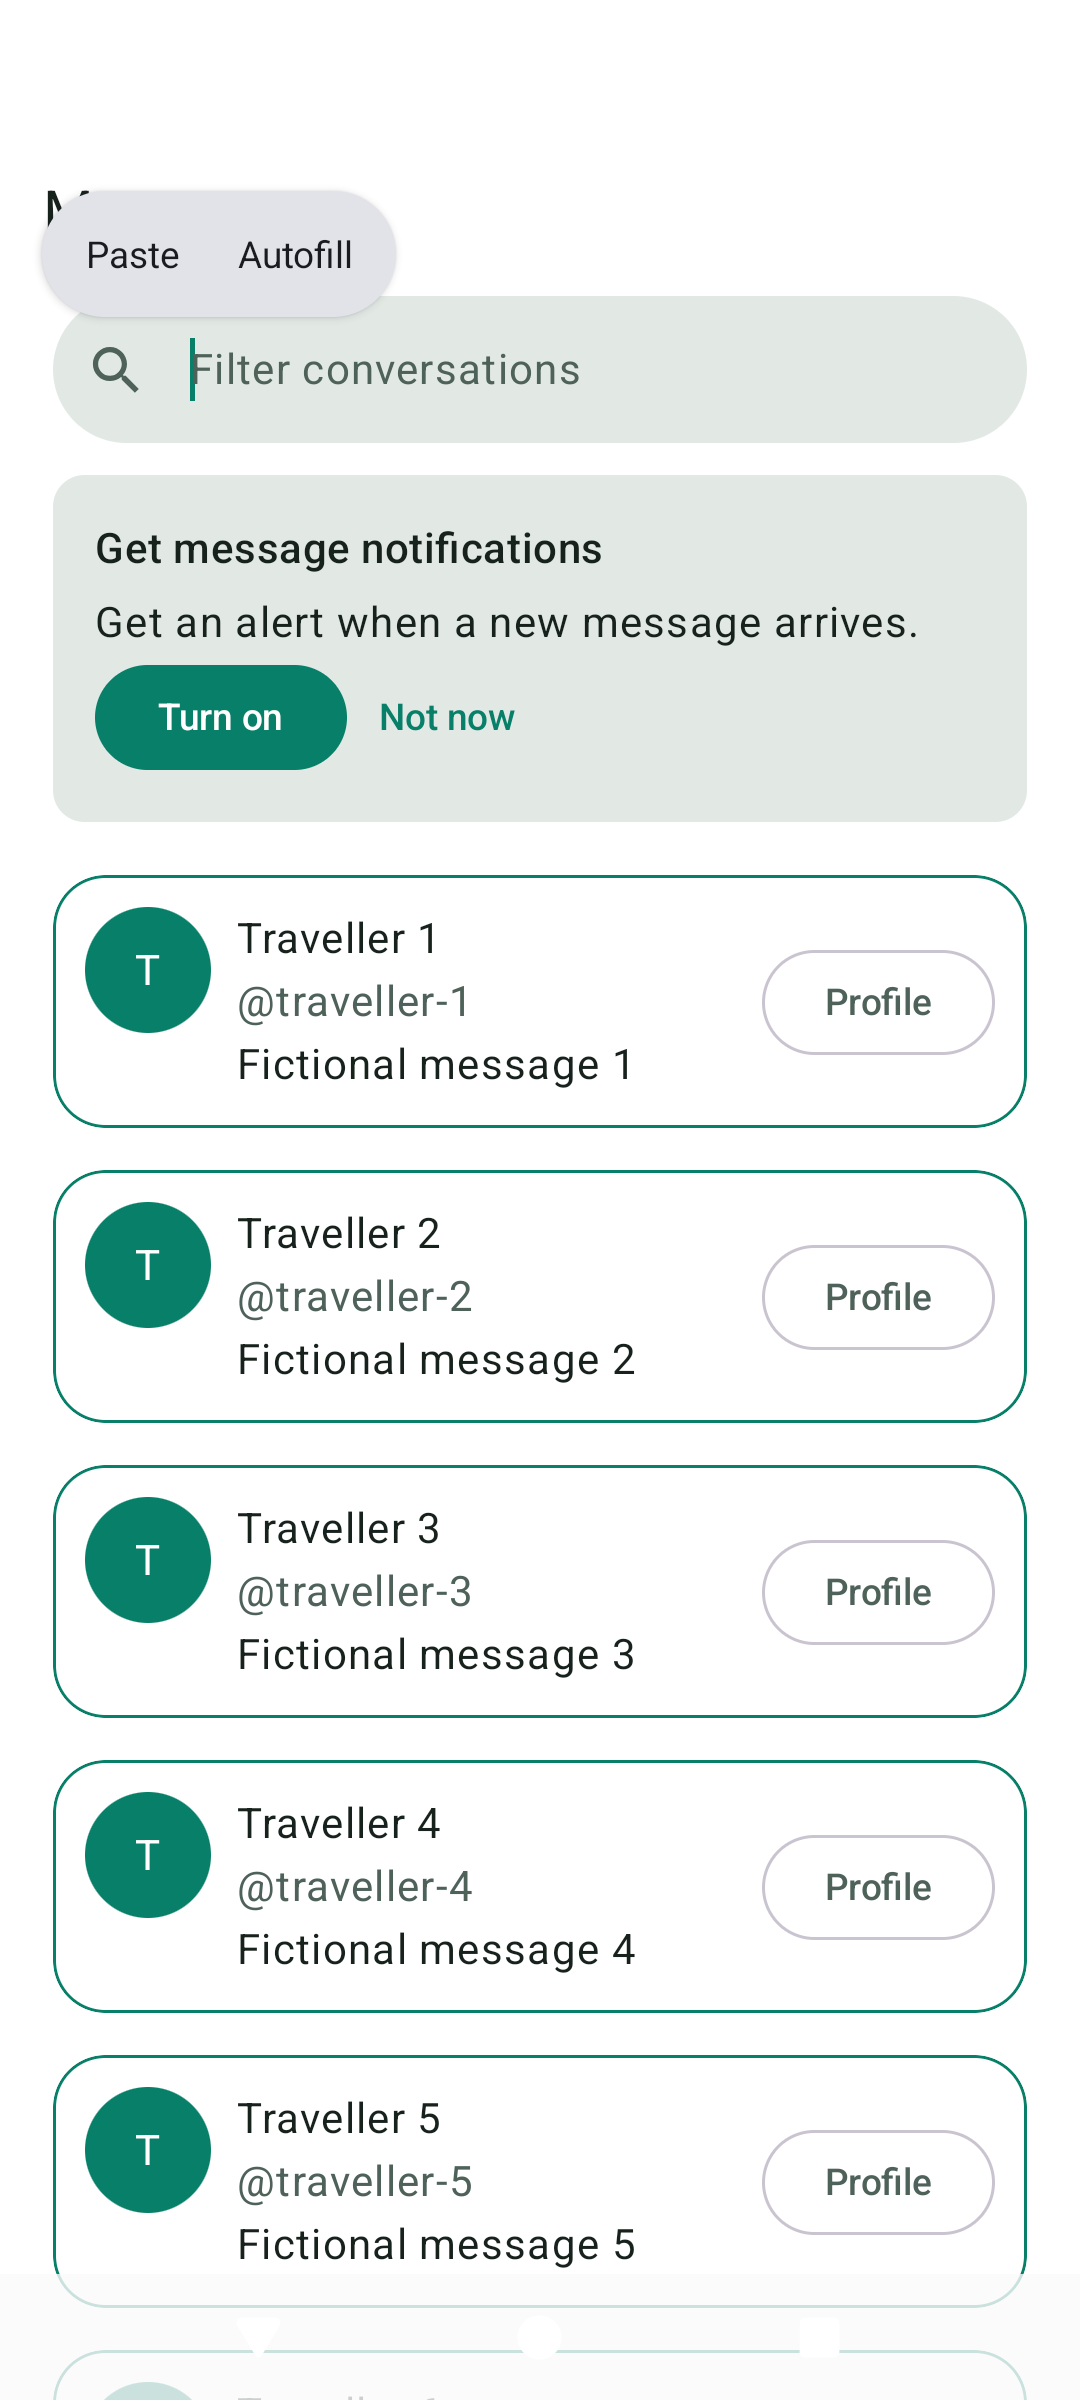 Paste Autofill
Filter conversations
Get message notifications
Get an alert when a new message arrives.
Turn on Not now
T
Traveller 1
@traveller-1
Fictional message 1
Profile
T
Traveller 2
@traveller-2
Fictional message 2
Profile
T
Traveller 3
@traveller-3
Fictional message 3
Profile
T
Traveller 4
@traveller-4
Fictional message 4
Profile
T
Traveller 5
@traveller-5
Fictional message 5
Profile